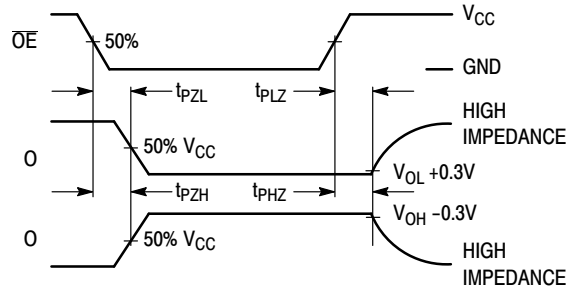 V_CC
O̅E̅
50%
GND
t_PZL
t_PLZ
HIGH
IMPEDANCE
50% V_CC
O
V_OL +0.3V
t_PZH
t_PHZ
V_OH −0.3V
O
50% V_CC
HIGH
IMPEDANCE